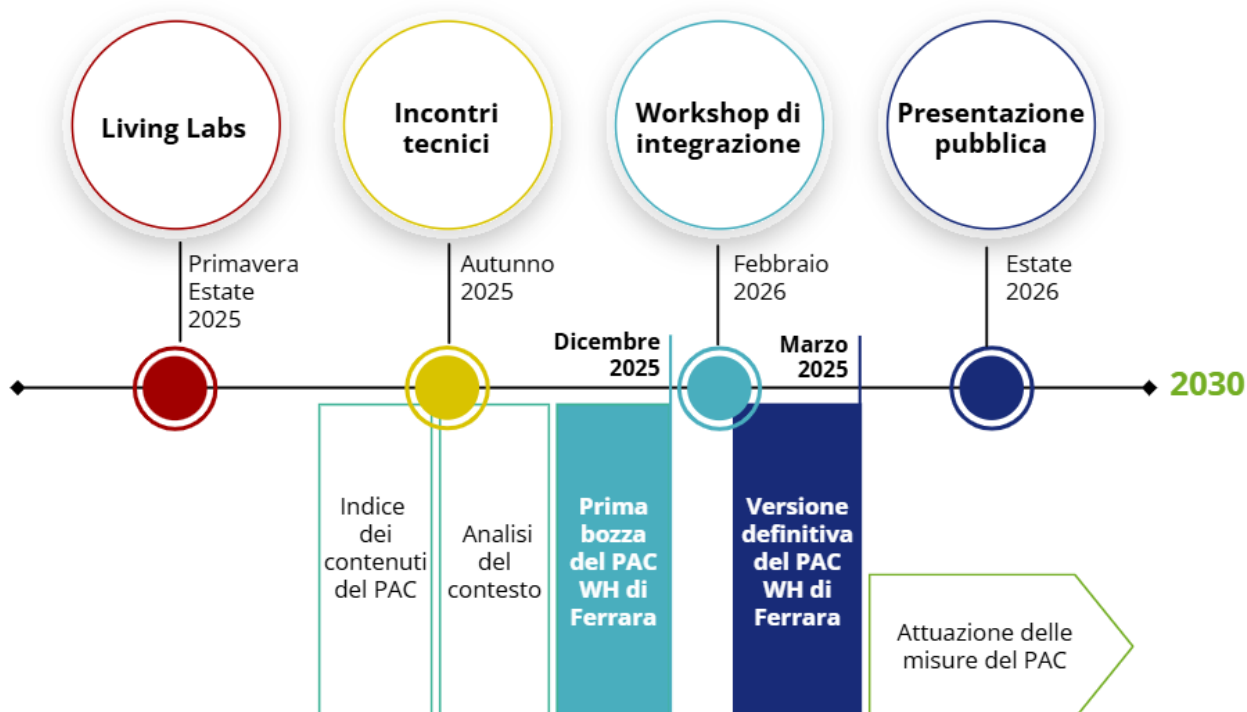 Living Labs
Incontri
tecnici
Workshop di
integrazione
Presentazione
pubblica
Primavera
Estate
2025
Autunno
2025
Febbraio
2026
Estate
2026
Dicembre
2025
Marzo
2025
2030
Indice
dei
contenuti
del PAC
Analisi
del
contesto
Prima
bozza
del PAC
WH di
Ferrara
Versione
definitiva
del PAC
WH di
Ferrara
Attuazione delle
misure del PAC